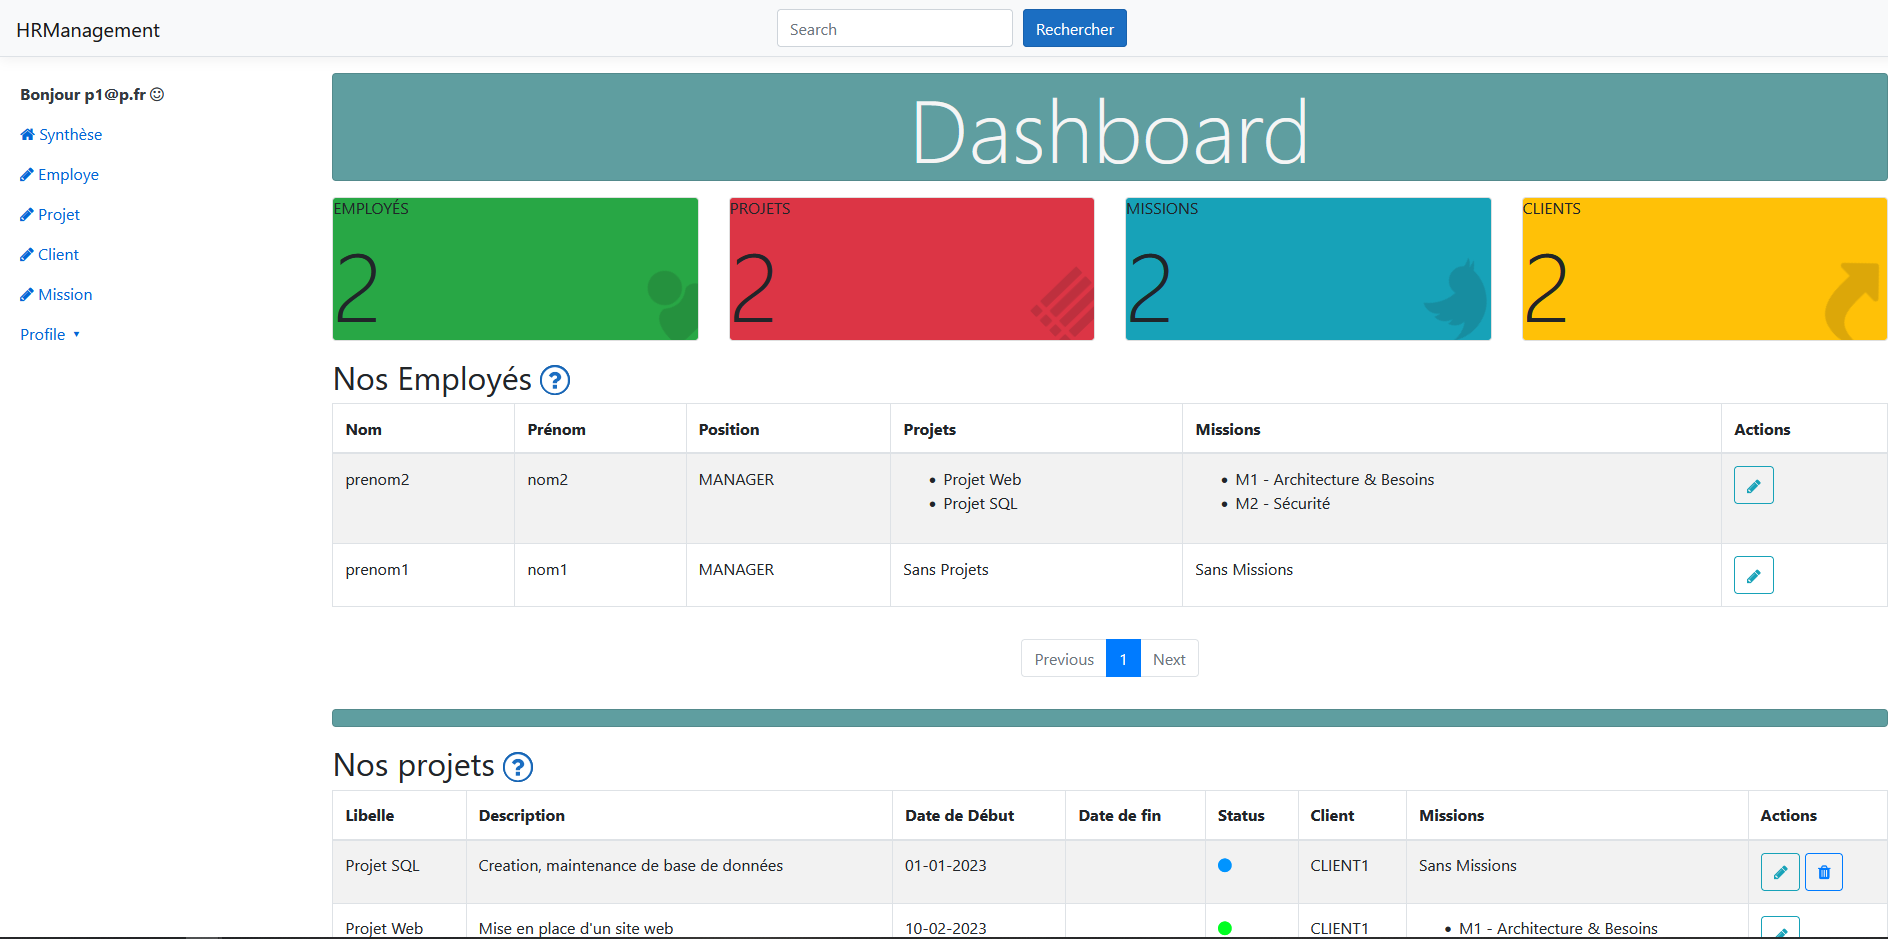 HRManagement
Search
Rechercher
Bonjour p1@p.fr
Synthèse
Employe
Projet
Client
Mission
Profile
Dashboard
EMPLOYÉS
2
PROJETS
2
MISSIONS
2
CLIENTS
2
Nos Employés ?
Nom Prénom Position Projets Missions Actions
prenom2 nom2 MANAGER • Projet Web • M1 - Architecture & Besoins
• Projet SQL • M2 - Sécurité
prenom1 nom1 MANAGER Sans Projets Sans Missions
Previous 1 Next
Nos projets ?
Libelle Description Date de Début Date de fin Status Client Missions Actions
Projet SQL Creation, maintenance de base de données 01-01-2023 CLIENT1 Sans Missions
Projet Web Mise en place d'un site web 10-02-2023 CLIENT1 • M1 - Architecture & Besoins